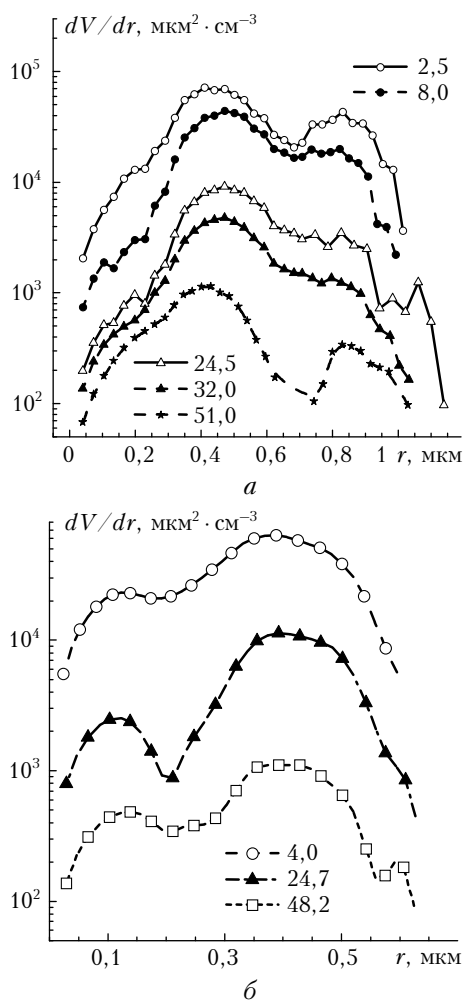 dV/dr, мкм²·см⁻³
10⁵
2,5
8,0
10⁴
10³
24,5
32,0
51,0
10²
0 0,2 0,4 0,6 0,8 1 r, мкм
а
dV/dr, мкм²·см⁻³
10⁴
10³
4,0
24,7
48,2
10²
0,1 0,3 0,5 r, мкм
б